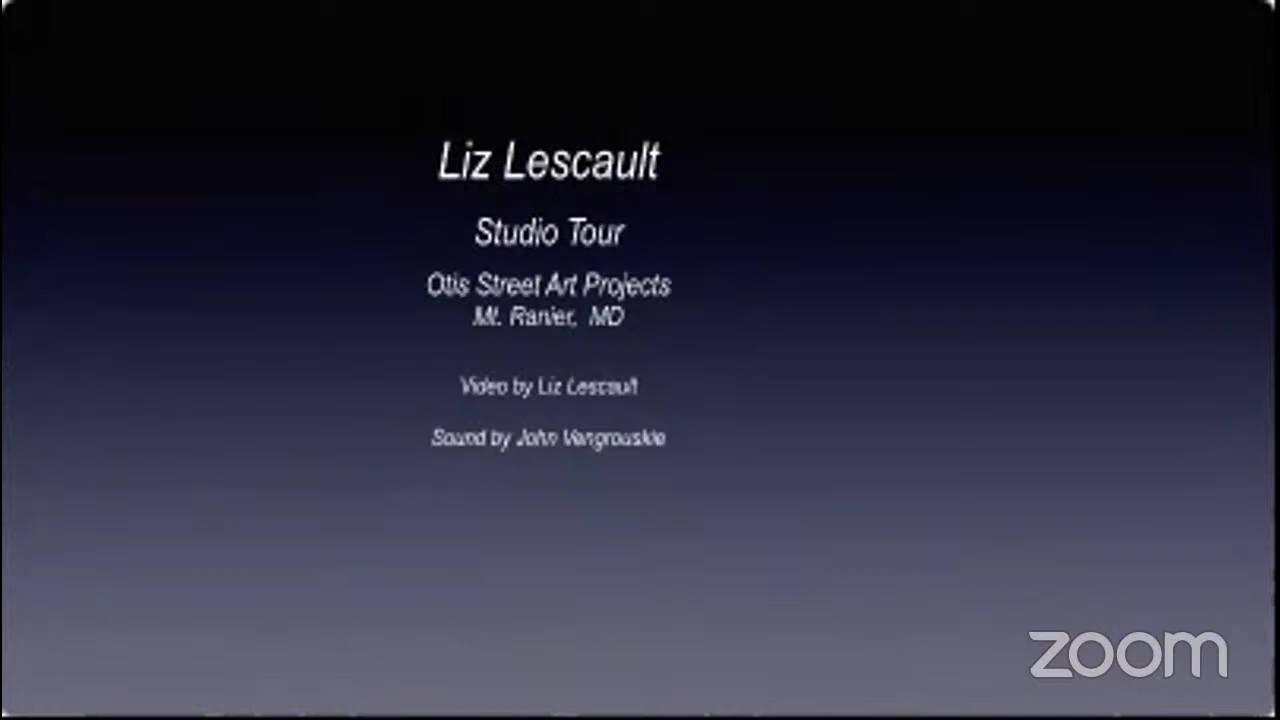 Liz Lescault
Studio Tour
Otis Street Art Projects
Mt. Ranier, MD
Video by Liz Lescault
Sound by John Vengrouskie
zoom